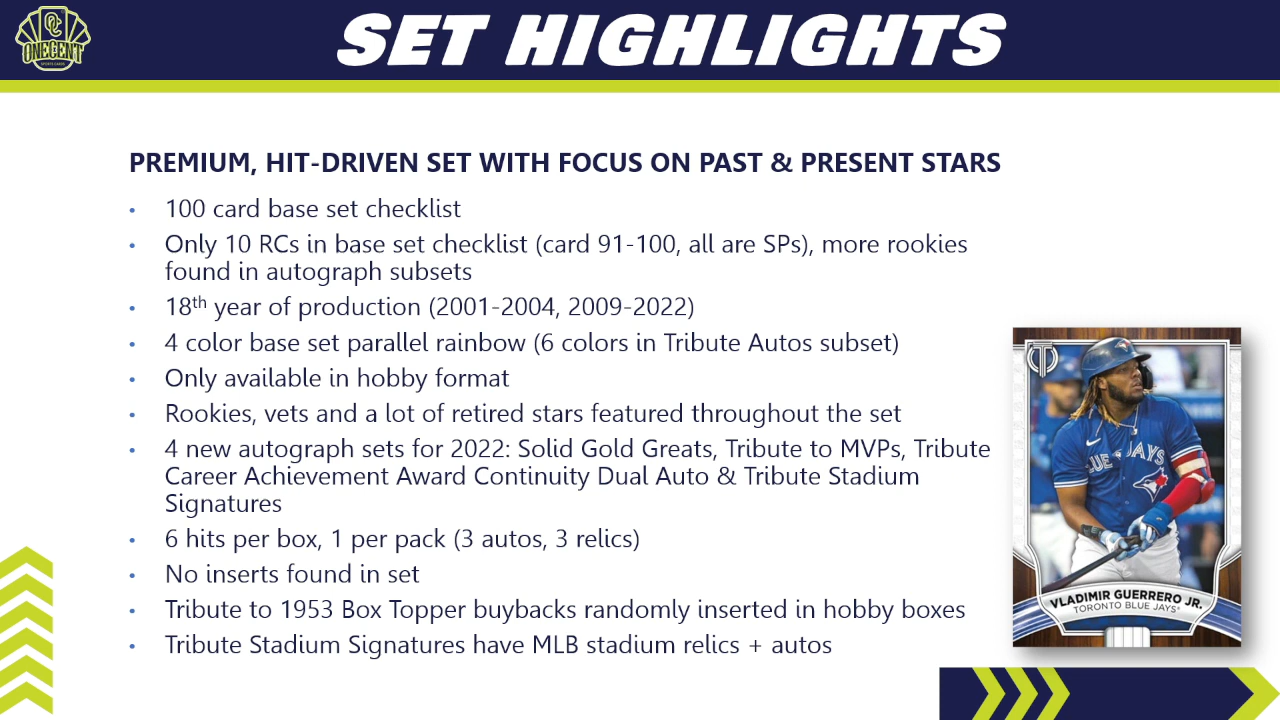 OC
ONECENT
SPORTS CARDS
SET HIGHLIGHTS
PREMIUM, HIT-DRIVEN SET WITH FOCUS ON PAST & PRESENT STARS
• 100 card base set checklist
• Only 10 RCs in base set checklist (card 91-100, all are SPs), more rookies
found in autograph subsets
• 18th year of production (2001-2004, 2009-2022)
• 4 color base set parallel rainbow (6 colors in Tribute Autos subset)
• Only available in hobby format
• Rookies, vets and a lot of retired stars featured throughout the set
• 4 new autograph sets for 2022: Solid Gold Greats, Tribute to MVPs, Tribute
Career Achievement Award Continuity Dual Auto & Tribute Stadium
Signatures
• 6 hits per box, 1 per pack (3 autos, 3 relics)
• No inserts found in set
• Tribute to 1953 Box Topper buybacks randomly inserted in hobby boxes
• Tribute Stadium Signatures have MLB stadium relics + autos
VLADIMIR GUERRERO JR.
TORONTO BLUE JAYS®